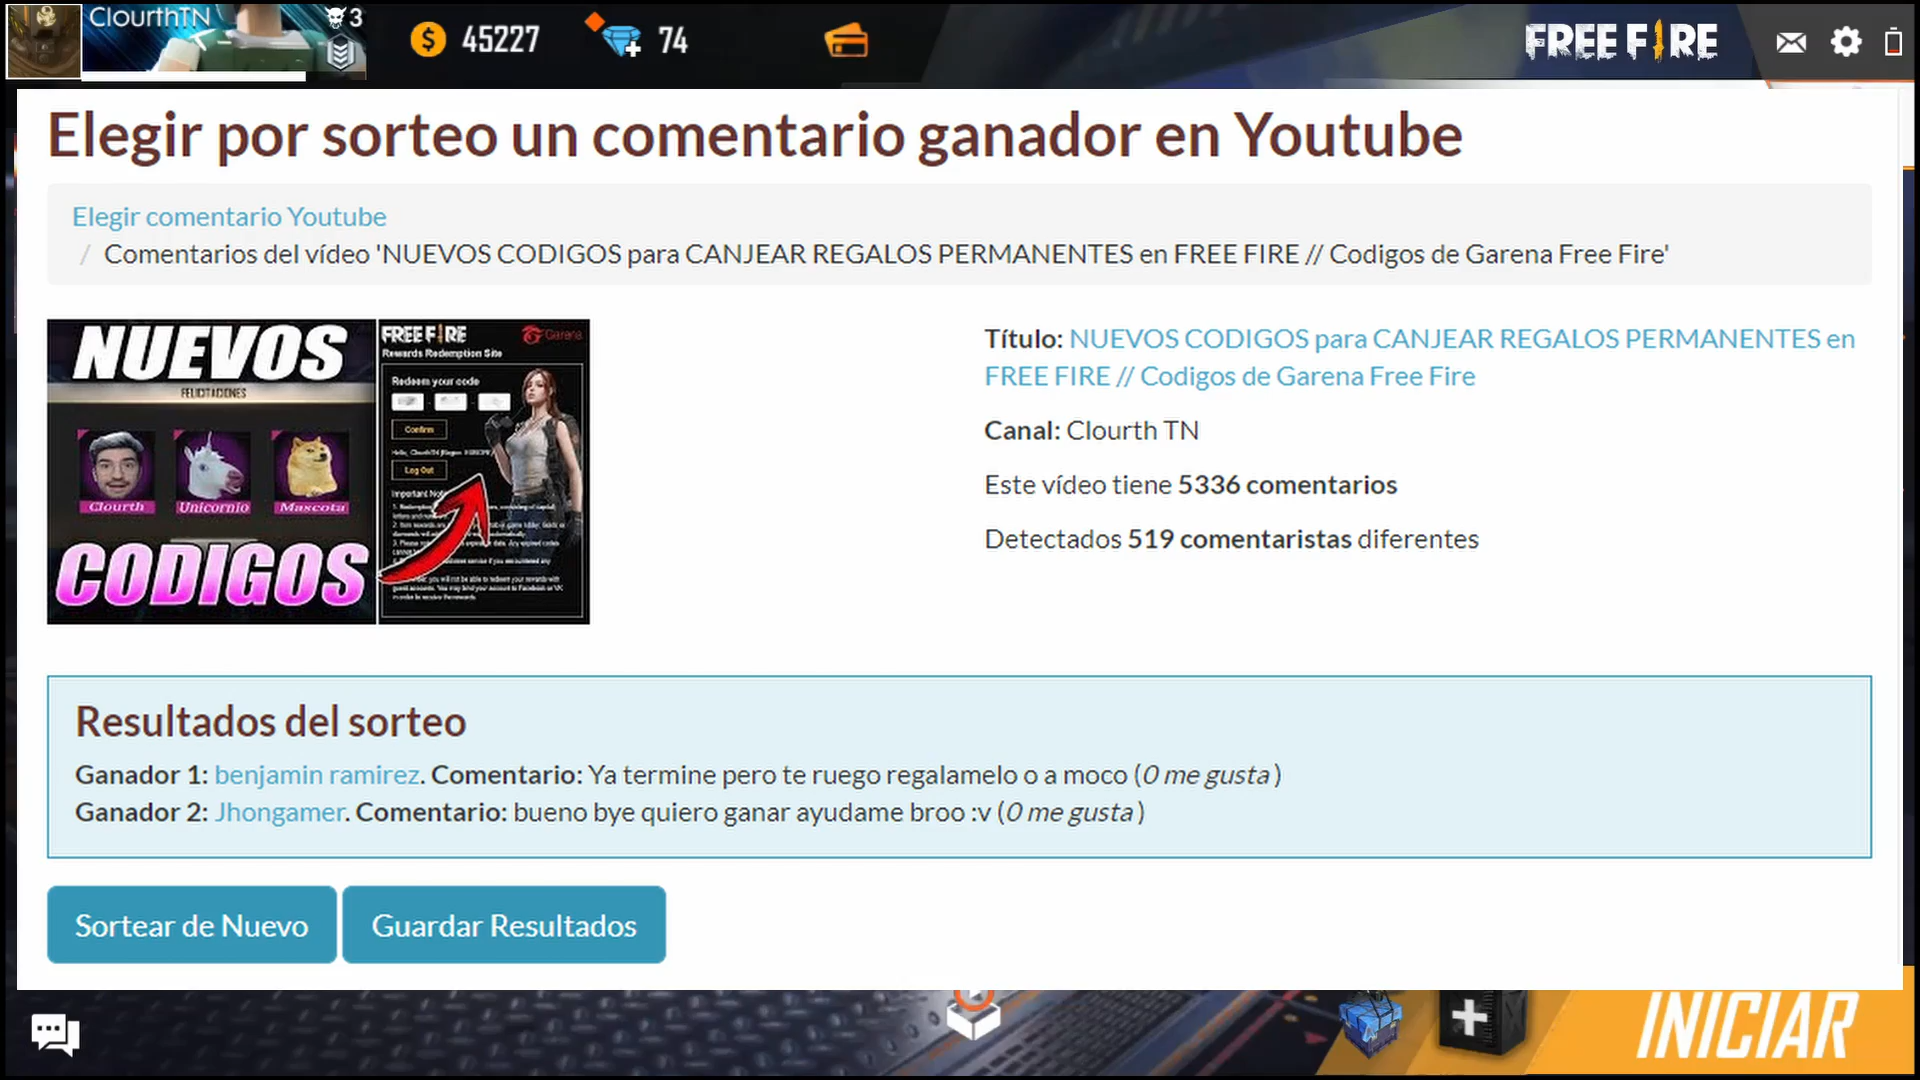 ClourthTN
3
45227
74
FREE FIRE
Elegir por sorteo un comentario ganador en Youtube
Elegir comentario Youtube
/ Comentarios del vídeo 'NUEVOS CODIGOS para CANJEAR REGALOS PERMANENTES en FREE FIRE // Codigos de Garena Free Fire'
NUEVOS
FELICITACIONES
Clourth
Unicornio
Mascota
CODIGOS
FREE FIRE
Garena
Rewards Redemption Site
Redeem your code
Confirm
Log Out
Título: NUEVOS CODIGOS para CANJEAR REGALOS PERMANENTES en
FREE FIRE // Codigos de Garena Free Fire
Canal: Clourth TN
Este vídeo tiene 5336 comentarios
Detectados 519 comentaristas diferentes
Resultados del sorteo
Ganador 1: benjamin ramirez. Comentario: Ya termine pero te ruego regalamelo o a moco (0 me gusta )
Ganador 2: Jhongamer. Comentario: bueno bye quiero ganar ayudame broo :v (0 me gusta )
Sortear de Nuevo
Guardar Resultados
INICIAR